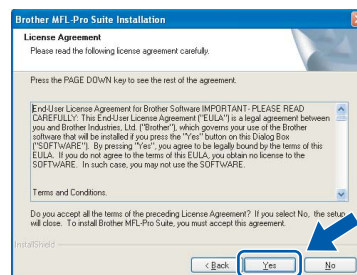 Brother MFL-Pro Suite Installation
License Agreement
Please read the following license agreement carefully.
Press the PAGE DOWN key to see the rest of the agreement.
End-User License Agreement for Brother Software IMPORTANT- PLEASE READ
CAREFULLY: This End-User License Agreement ("EULA") is a legal agreement between
you and Brother Industries, Ltd. ("Brother"), which governs your use of the Brother
software that will be installed if you press the "Yes" button on this Dialog Box
("SOFTWARE"). By pressing "Yes", you agree to be legally bound by the terms of this
EULA. If you do not agree to the terms of this EULA, you obtain no license to the
SOFTWARE. In such case, you may not use the SOFTWARE.
Terms and Conditions.
Do you accept all the terms of the preceding License Agreement? If you select No, the setup
will close. To install Brother MFL-Pro Suite, you must accept this agreement.
InstallShield
< Back
Yes
No